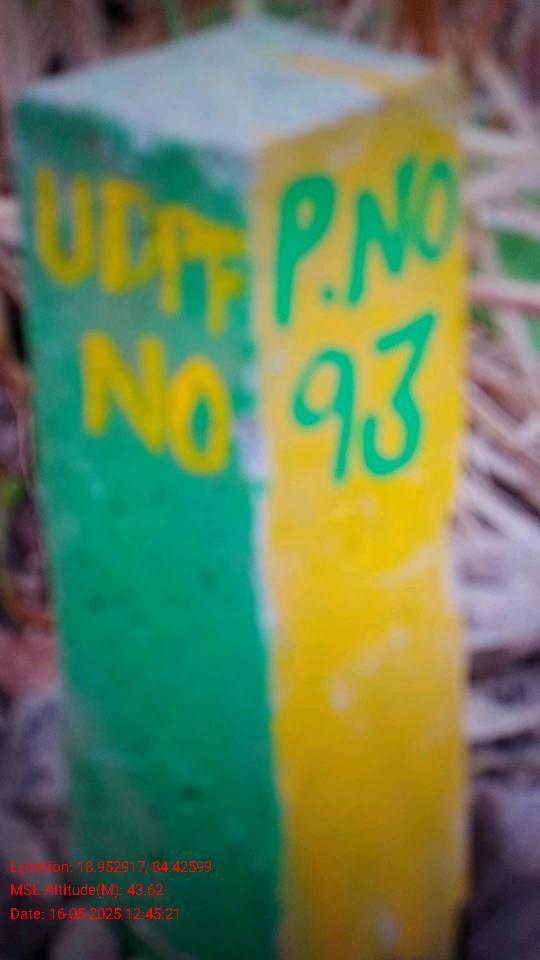 UDPF
NO
P.NO
93
Location: 18.952917, 84.42599
MSL Altitude(M): 43.62
Date: 16-05-2025 12:45:21